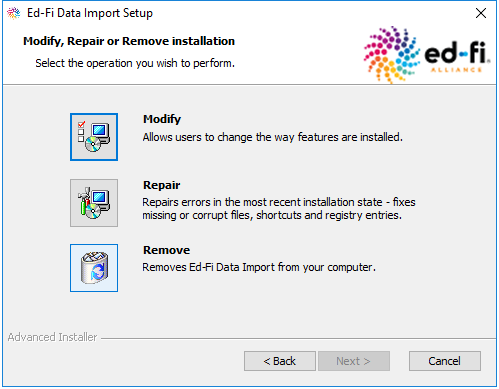 Ed-Fi Data Import Setup
Modify, Repair or Remove installation
Select the operation you wish to perform.
ed-fi
ALLIANCE
Modify
Allows users to change the way features are installed.
Repair
Repairs errors in the most recent installation state - fixes
missing or corrupt files, shortcuts and registry entries.
Remove
Removes Ed-Fi Data Import from your computer.
Advanced Installer
< Back
Next >
Cancel